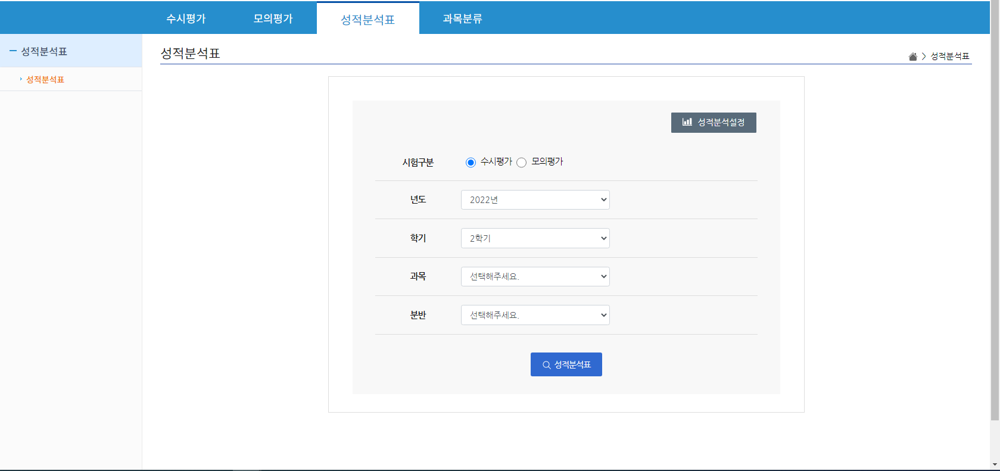 수시평가 모의평가 성적분석표 과목분류
성적분석표
성적분석표
성적분석표
성적분석표
성적분석설정
시험구분 수시평가 모의평가
년도 2022년
학기 2학기
과목 선택해주세요.
분반 선택해주세요.
성적분석표